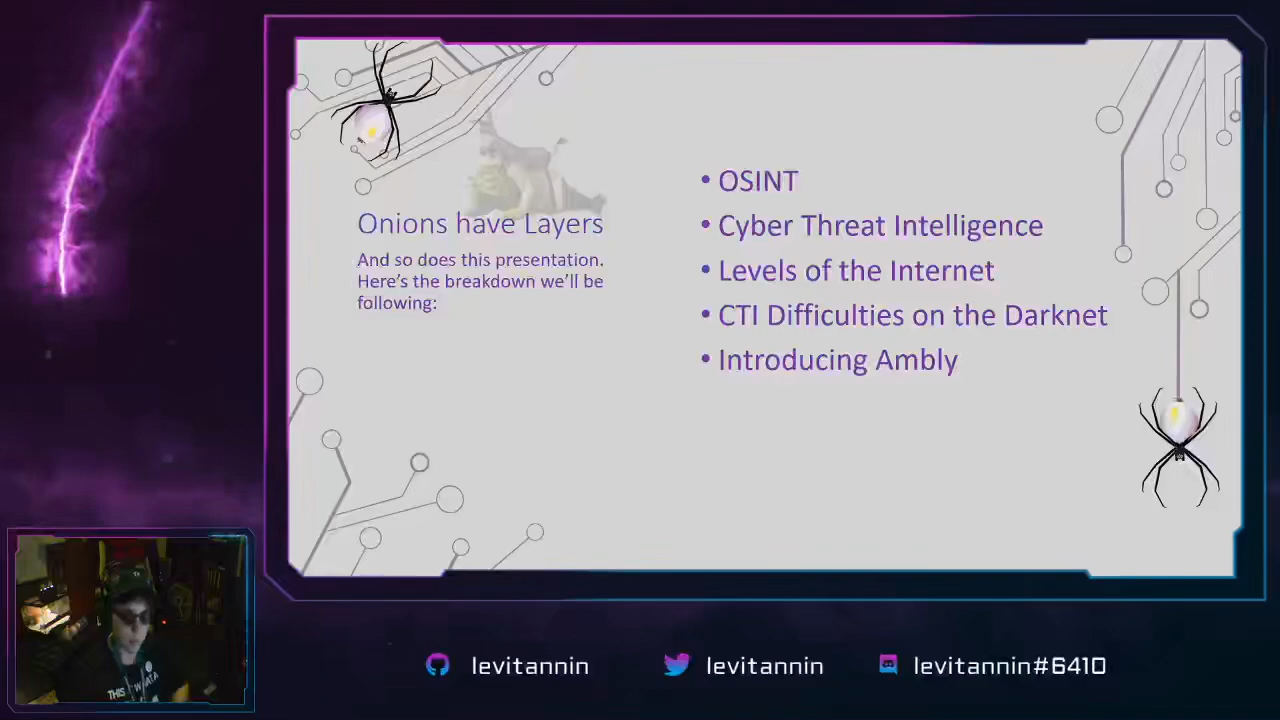 Onions have Layers
And so does this presentation.
Here's the breakdown we'll be
following:
• OSINT
• Cyber Threat Intelligence
• Levels of the Internet
• CTI Difficulties on the Darknet
• Introducing Ambly
THIS
levitannin
levitannin
levitannin#6410